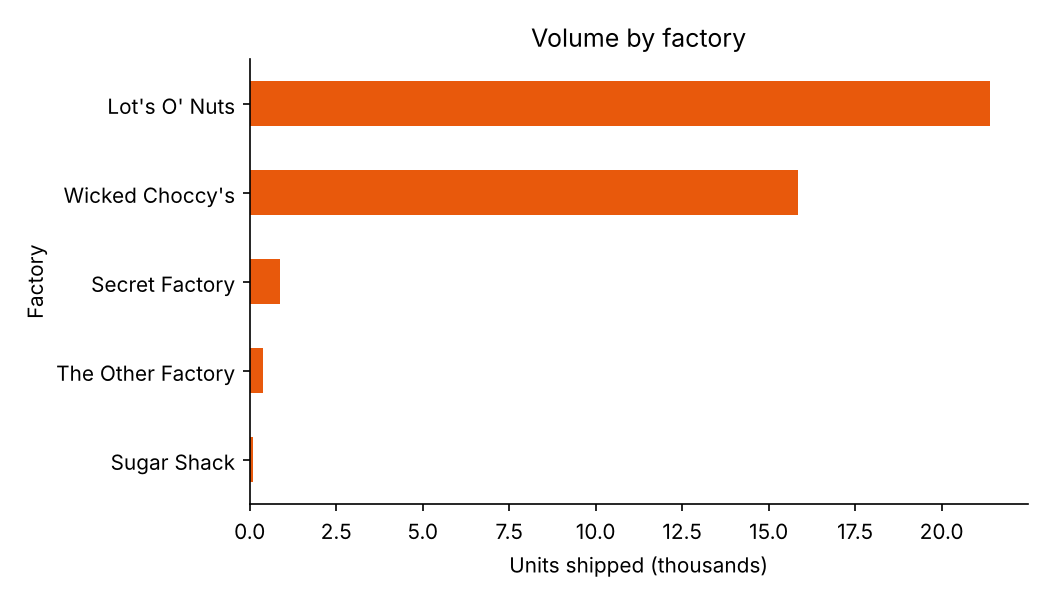 Volume by factory
Lot's O' Nuts
Wicked Choccy's
Secret Factory
The Other Factory
Sugar Shack
Factory
0.0 2.5 5.0 7.5 10.0 12.5 15.0 17.5 20.0
Units shipped (thousands)